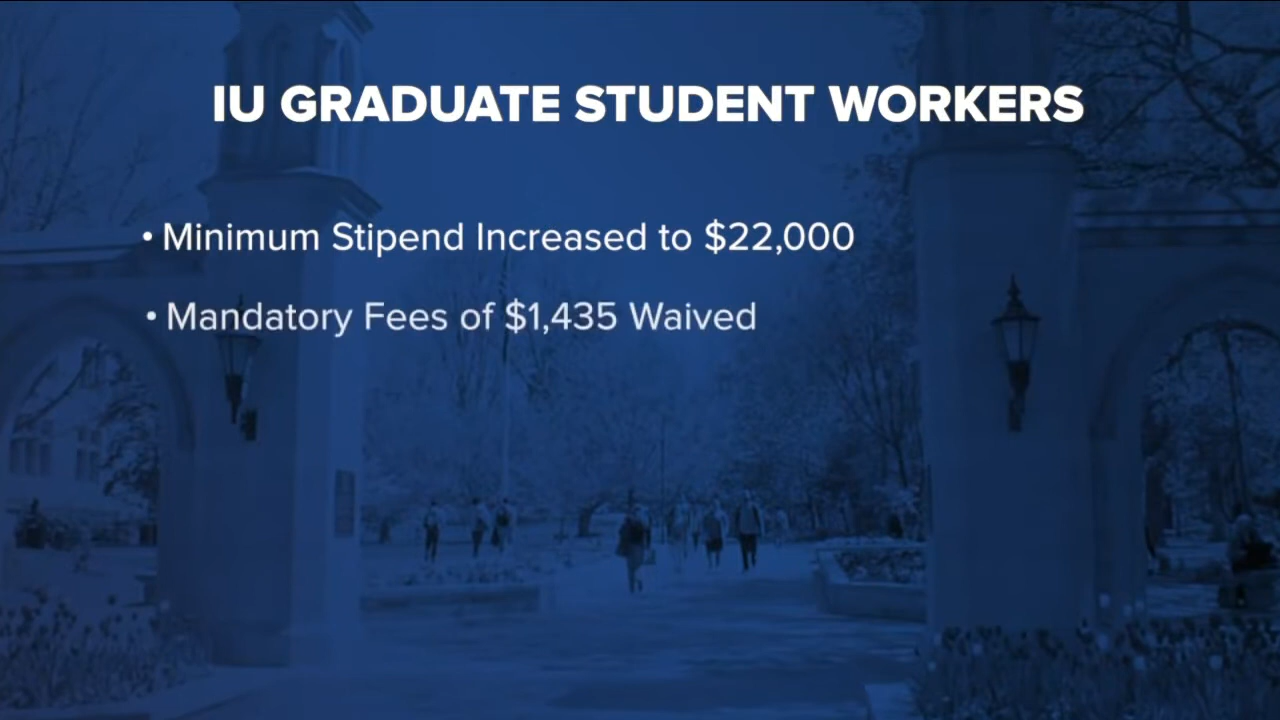 IU GRADUATE STUDENT WORKERS
• Minimum Stipend Increased to $22,000
• Mandatory Fees of $1,435 Waived